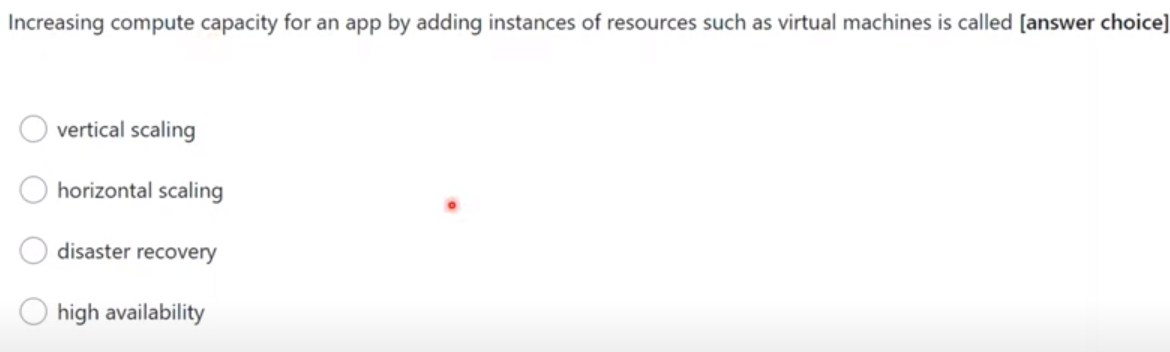 Increasing compute capacity for an app by adding instances of resources such as virtual machines is called [answer choice]
vertical scaling
horizontal scaling
disaster recovery
high availability